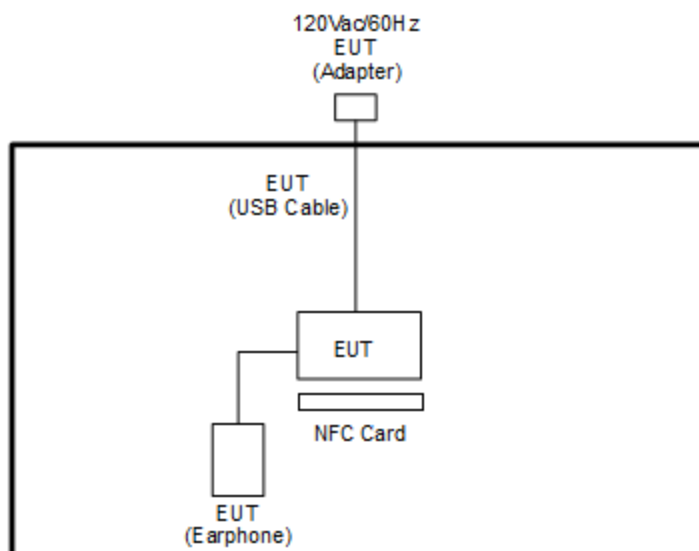 120Vac/60Hz
EUT
(Adapter)
EUT
(USB Cable)
EUT
NFC Card
EUT
(Earphone)